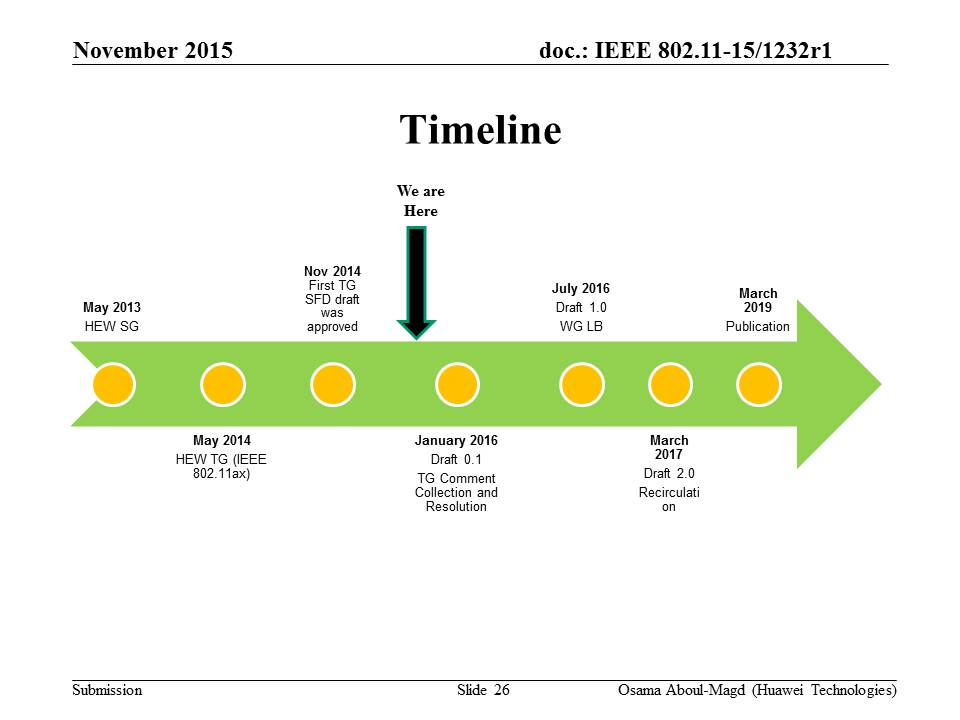 November 2015
doc.: IEEE 802.11-15/1232r1
Timeline
We are
Here
May 2013
HEW SG
Nov 2014
First TG
SFD draft
was
approved
July 2016
Draft 1.0
WG LB
March
2019
Publication
May 2014
HEW TG (IEEE
802.11ax)
January 2016
Draft 0.1
TG Comment
Collection and
Resolution
March
2017
Draft 2.0
Recirculati
on
Submission
Slide 26
Osama Aboul-Magd (Huawei Technologies)